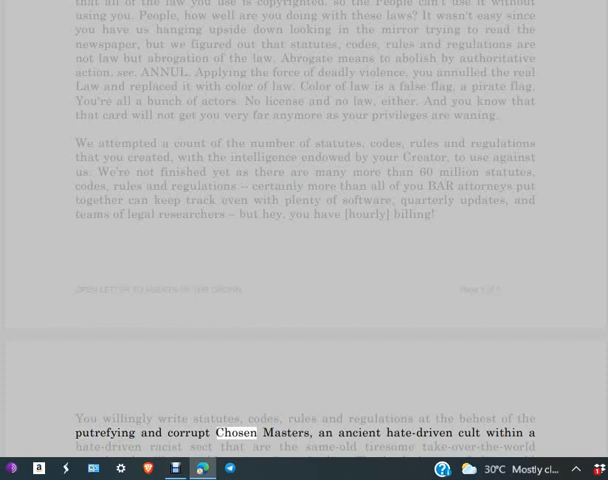 that all of the law you use is copyrighted, so the People can't use it without
using you. People, how well are you doing with these laws? It wasn't easy since
you have us hanging upside down looking in the mirror trying to read the
newspaper, but we figured out that statutes, codes, rules and regulations are
not law but abrogation of the law. Abrogate means to abolish by authoritative
action. see. ANNUL. Applying the force of deadly violence, you annulled the real
Law and replaced it with color of law. Color of law is a false flag, a pirate flag.
You're all a bunch of actors. No license and no law, either. And you know that
that card will not get you very far anymore as your privileges are waning.
We attempted a count of the number of statutes, codes, rules and regulations
that you created, with the intelligence endowed by your Creator, to use against
us. We're not finished yet as there are many more than 60 million statutes,
codes, rules and regulations – certainly more than all of you BAR attorneys put
together can keep track even with plenty of software, quarterly updates, and
teams of legal researchers – but hey, you have [hourly] billing!
OPEN LETTER TO AGENTS OF THE CROWN
You willingly write statutes, codes, rules and regulations at the behest of the
putrefying and corrupt Chosen Masters, an ancient hate-driven cult within a
hate-driven racist sect that are the same-old tiresome take-over-the-world
30°C Mostly cl...